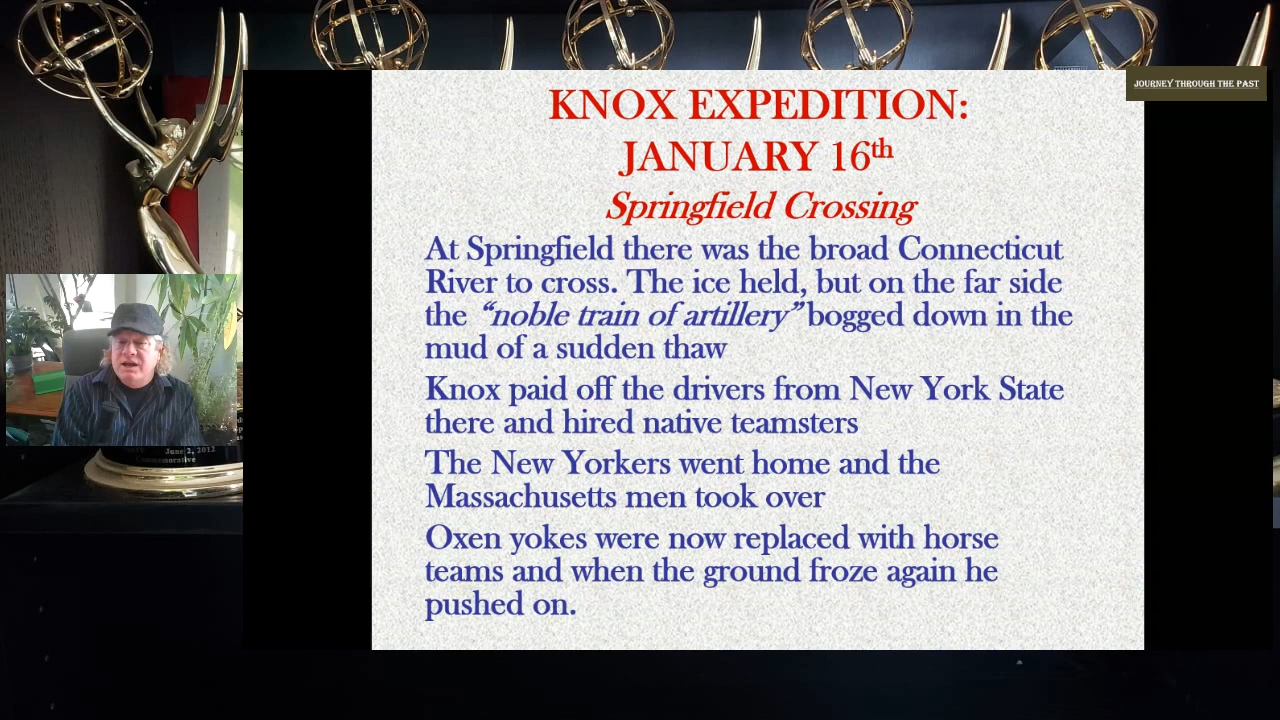 JOURNEY THROUGH THE PAST
KNOX EXPEDITION:
JANUARY 16th
Springfield Crossing
At Springfield there was the broad Connecticut
River to cross. The ice held, but on the far side
the “noble train of artillery” bogged down in the
mud of a sudden thaw
Knox paid off the drivers from New York State
there and hired native teamsters
The New Yorkers went home and the
Massachusetts men took over
Oxen yokes were now replaced with horse
teams and when the ground froze again he
pushed on.
June 2, 2012
Commemorative